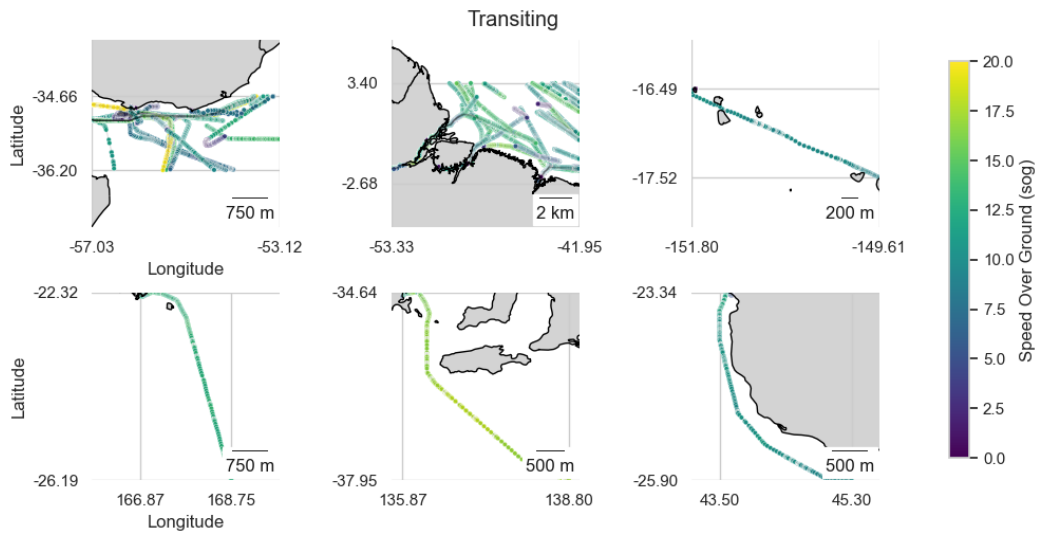 Transiting
Latitude
-34.66
-36.20
750 m
-57.03
-53.12
Longitude
3.40
-2.68
2 km
-53.33
-41.95
-16.49
-17.52
200 m
-151.80
-149.61
Latitude
-22.32
-26.19
750 m
166.87
168.75
Longitude
-34.64
-37.95
500 m
135.87
138.80
-23.34
-25.90
500 m
43.50
45.30
20.0
17.5
15.0
12.5
10.0
7.5
5.0
2.5
0.0
Speed Over Ground (sog)